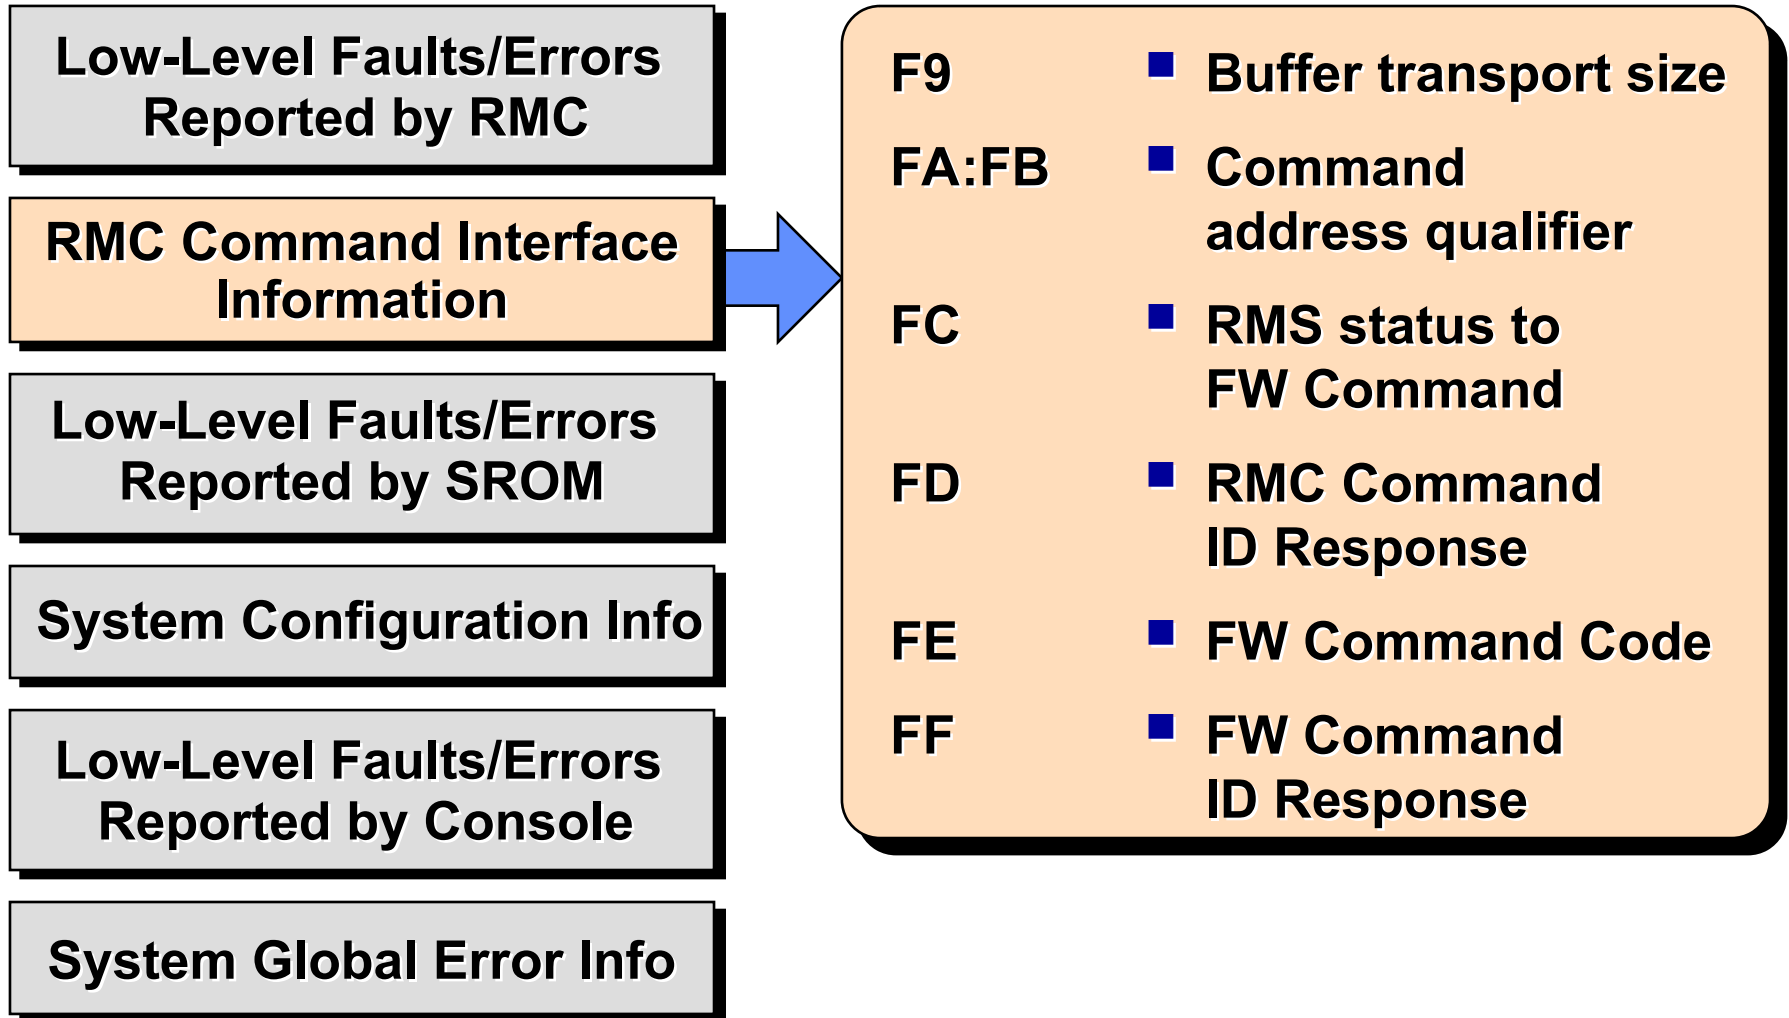 Low-Level Faults/Errors
Reported by RMC
RMC Command Interface
Information
Low-Level Faults/Errors
Reported by SROM
System Configuration Info
Low-Level Faults/Errors
Reported by Console
System Global Error Info
F9 ■ Buffer transport size
FA:FB ■ Command
address qualifier
FC ■ RMS status to
FW Command
FD ■ RMC Command
ID Response
FE ■ FW Command Code
FF ■ FW Command
ID Response